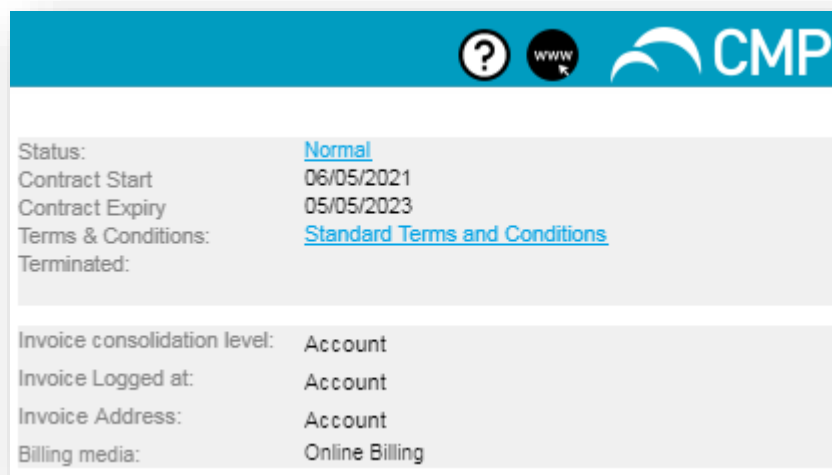 ? www CMP
Status: Normal
Contract Start 06/05/2021
Contract Expiry 05/05/2023
Terms & Conditions: Standard Terms and Conditions
Terminated:
Invoice consolidation level: Account
Invoice Logged at: Account
Invoice Address: Account
Billing media: Online Billing